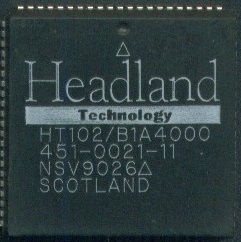 Headland
Technology
HT102/B1A4000
451-0021-11
NSV9026△
SCOTLAND